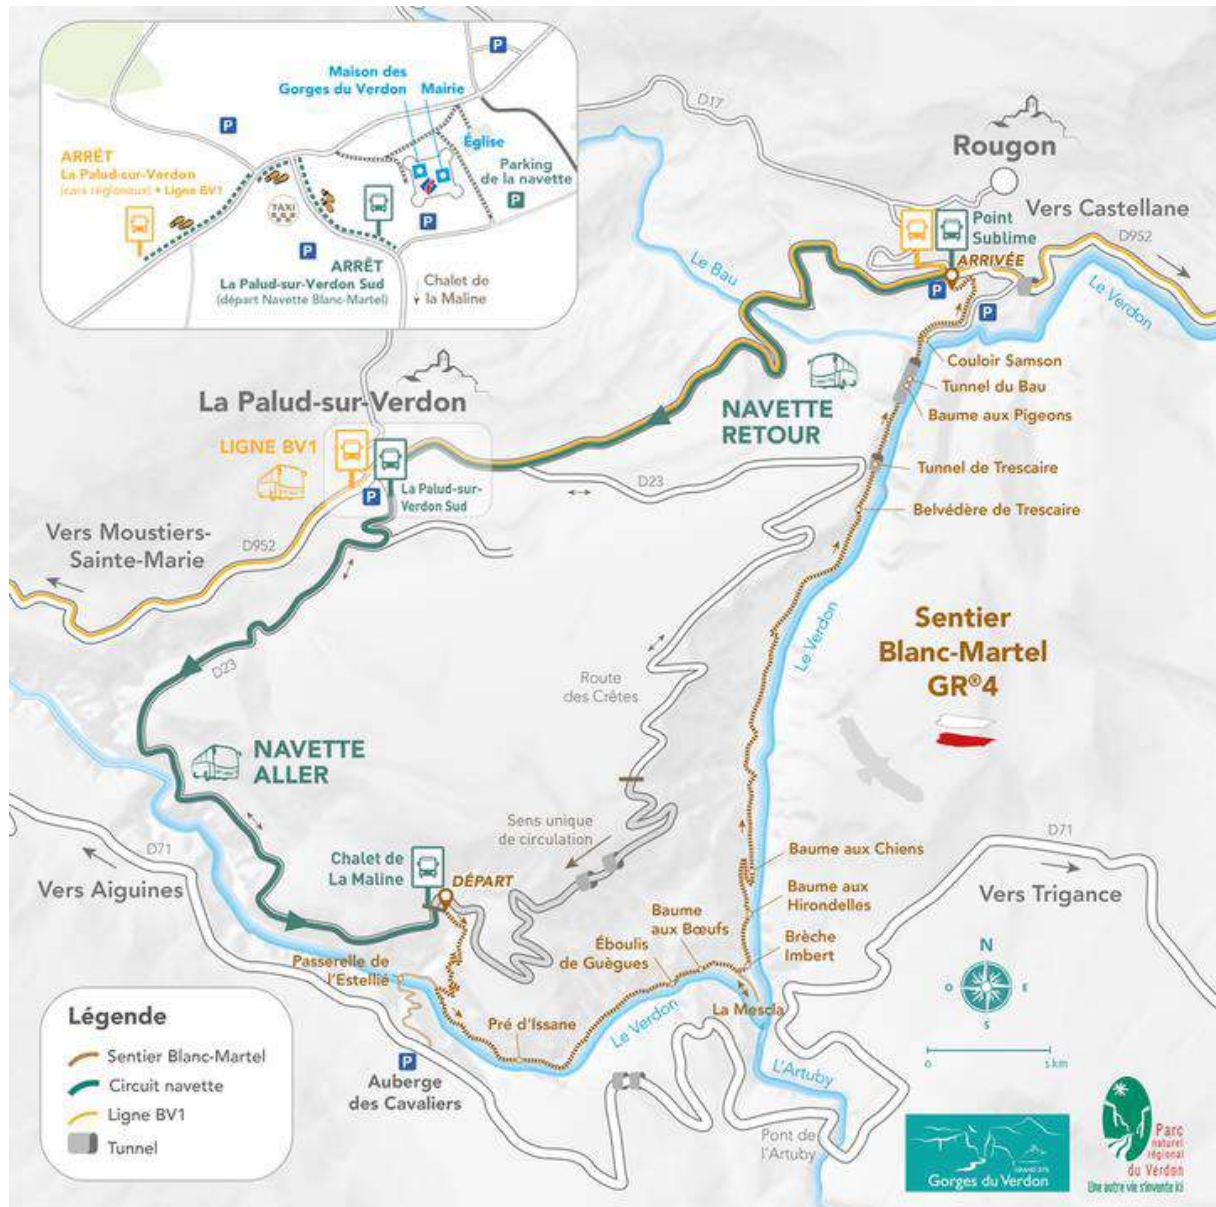 Maison des
Gorges du Verdon
Mairie
Église
ARRÊT
La Palud-sur-Verdon
(cars régionaux) • Ligne BV1
TAXI
Parking
de la navette
ARRÊT
La Palud-sur-Verdon Sud
(départ Navette Blanc-Martel)
Chalet de
la Maline
P
P
P
P
P
D17
Rougon
Point
Sublime
Vers Castellane
D952
ARRIVÉE
P
P
Le Bau
Le Verdon
Couloir Samson
Tunnel du Bau
Baume aux Pigeons
Tunnel de Trescaire
Belvédère de Trescaire
La Palud-sur-Verdon
LIGNE BV1
La Palud-sur-
Verdon Sud
P
NAVETTE
RETOUR
D23
Vers Moustiers-
Sainte-Marie
D952
D23
Le Verdon
Sentier
Blanc-Martel
GR®4
Route
des Crêtes
NAVETTE
ALLER
Sens unique
de circulation
D71
Vers Aiguines
Chalet de
La Maline
DÉPART
Baume aux Chiens
Baume aux
Hirondelles
Brèche
Imbert
Baume
aux Bœufs
Éboulis
de Guègues
La Mescla
D71
Vers Trigance
Passerelle de
l'Estellié
Pré d'Issane
Le Verdon
P
Auberge
des Cavaliers
L'Artuby
Pont de
l'Artuby
N
O
E
S
0
5 km
Légende
Sentier Blanc-Martel
Circuit navette
Ligne BV1
Tunnel
GRAND SITE
Gorges du Verdon
Parc
naturel
régional
du Verdon
Une autre vie s'invente ici